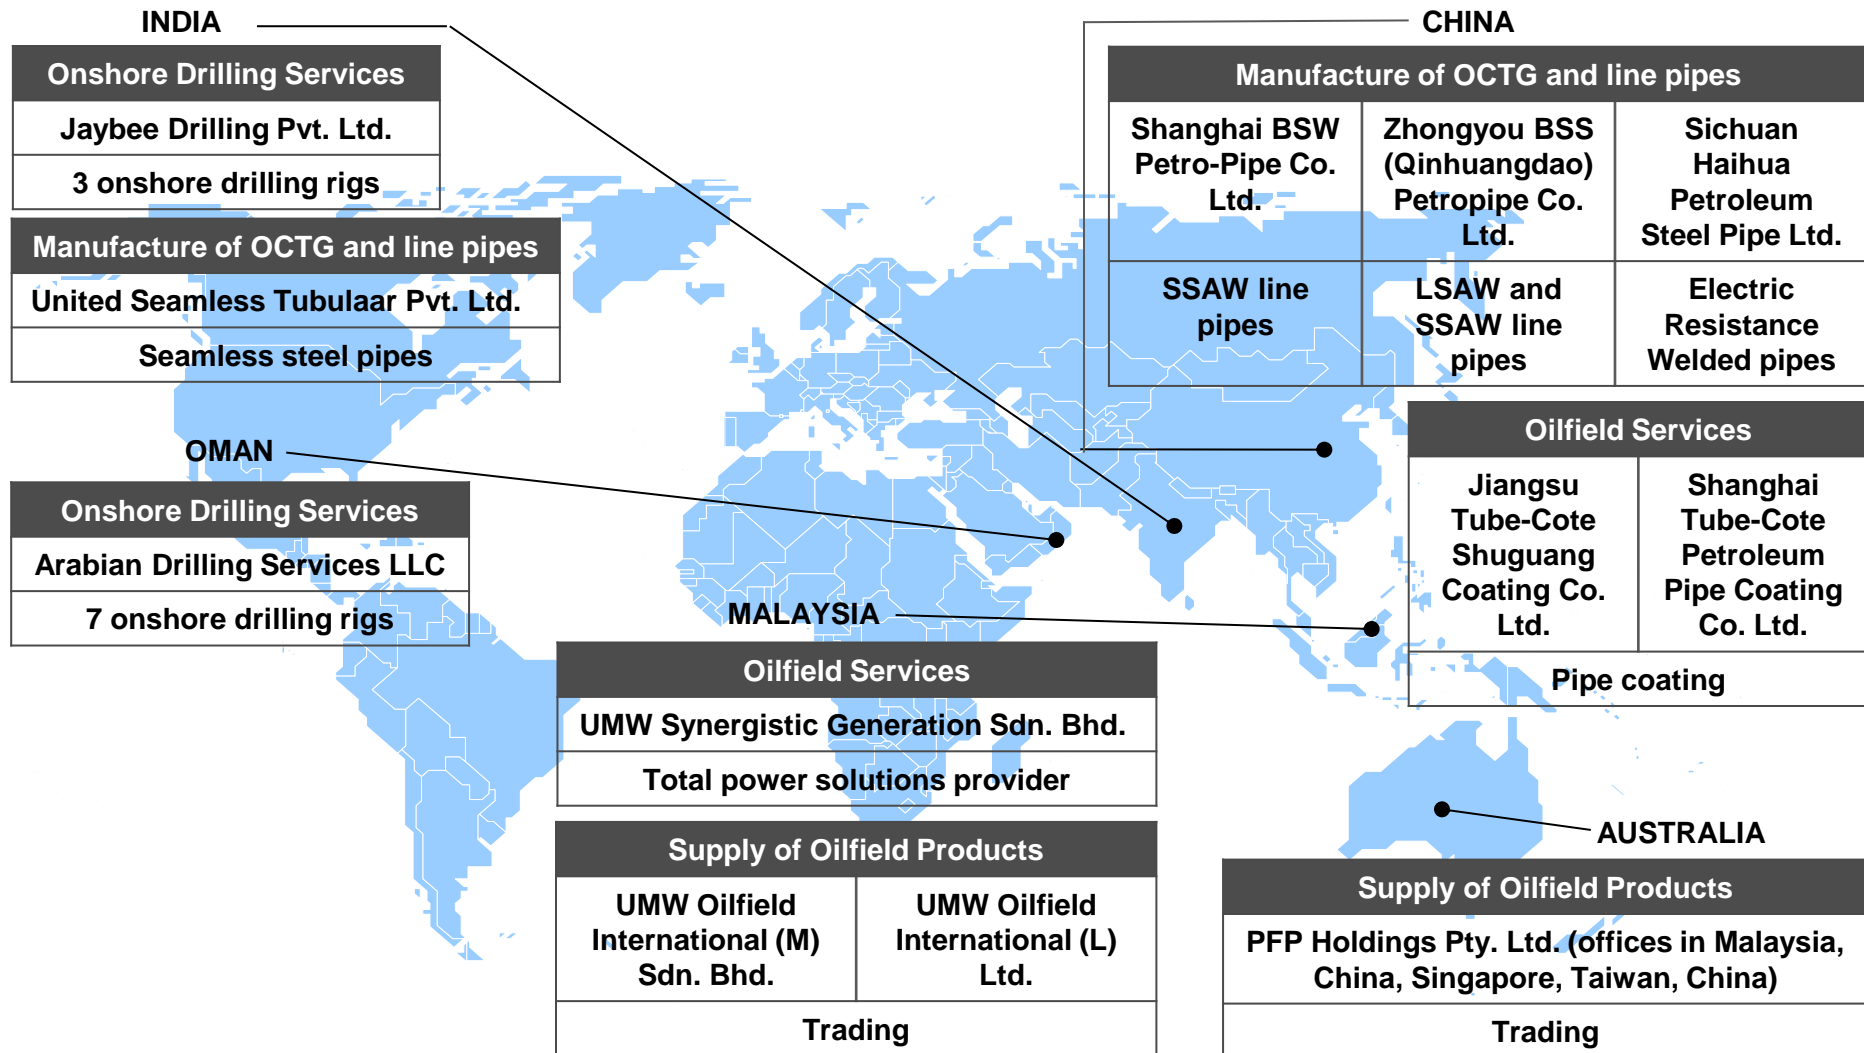 INDIA
Onshore Drilling Services
Jaybee Drilling Pvt. Ltd.
3 onshore drilling rigs
Manufacture of OCTG and line pipes
United Seamless Tubulaar Pvt. Ltd.
Seamless steel pipes
OMAN
Onshore Drilling Services
Arabian Drilling Services LLC
7 onshore drilling rigs
MALAYSIA
Oilfield Services
UMW Synergistic Generation Sdn. Bhd.
Total power solutions provider
Supply of Oilfield Products
UMW Oilfield
International (M)
Sdn. Bhd.
UMW Oilfield
International (L)
Ltd.
Trading
CHINA
Manufacture of OCTG and line pipes
Shanghai BSW
Petro-Pipe Co.
Ltd.
Zhongyou BSS
(Qinhuangdao)
Petropipe Co.
Ltd.
Sichuan
Haihua
Petroleum
Steel Pipe Ltd.
SSAW line
pipes
LSAW and
SSAW line
pipes
Electric
Resistance
Welded pipes
Oilfield Services
Jiangsu
Tube-Cote
Shuguang
Coating Co.
Ltd.
Shanghai
Tube-Cote
Petroleum
Pipe Coating
Co. Ltd.
Pipe coating
AUSTRALIA
Supply of Oilfield Products
PFP Holdings Pty. Ltd. (offices in Malaysia,
China, Singapore, Taiwan, China)
Trading